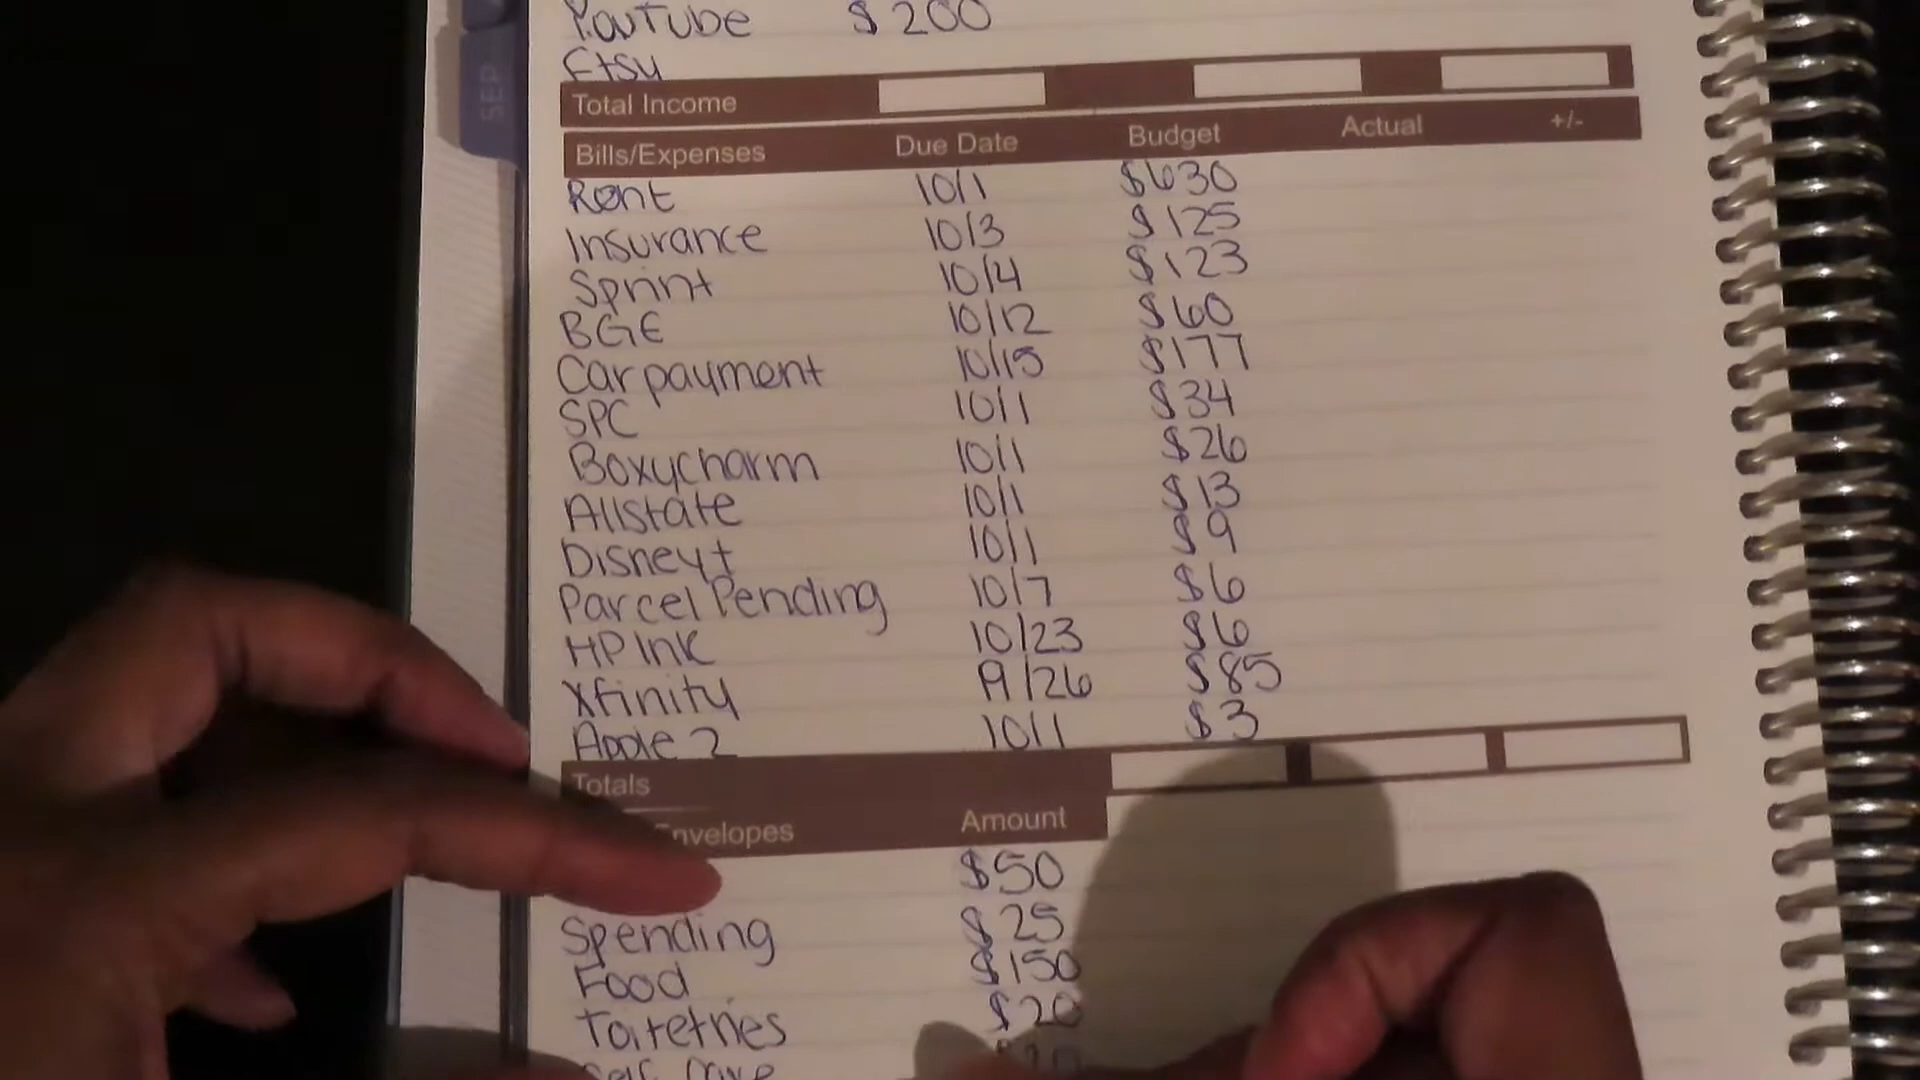 YouTube $200
Etsy
SEP
Total Income
Bills/Expenses Due Date Budget Actual +/-
Rent 10/1 $630
Insurance 10/3 $125
Sprint 10/4 $123
BGE 10/12 $60
Car payment 10/15 $177
SPC 10/1 $34
Boxycharm 10/1 $26
Allstate 10/1 $13
Disney+ 10/1 $9
Parcel Pending 10/7 $6
HP Ink 10/23 $6
Xfinity 9/26 $85
Apple 2 10/1 $3
Totals
Envelopes Amount
$50
Spending $25
Food $150
Toiletries $20
Self Care